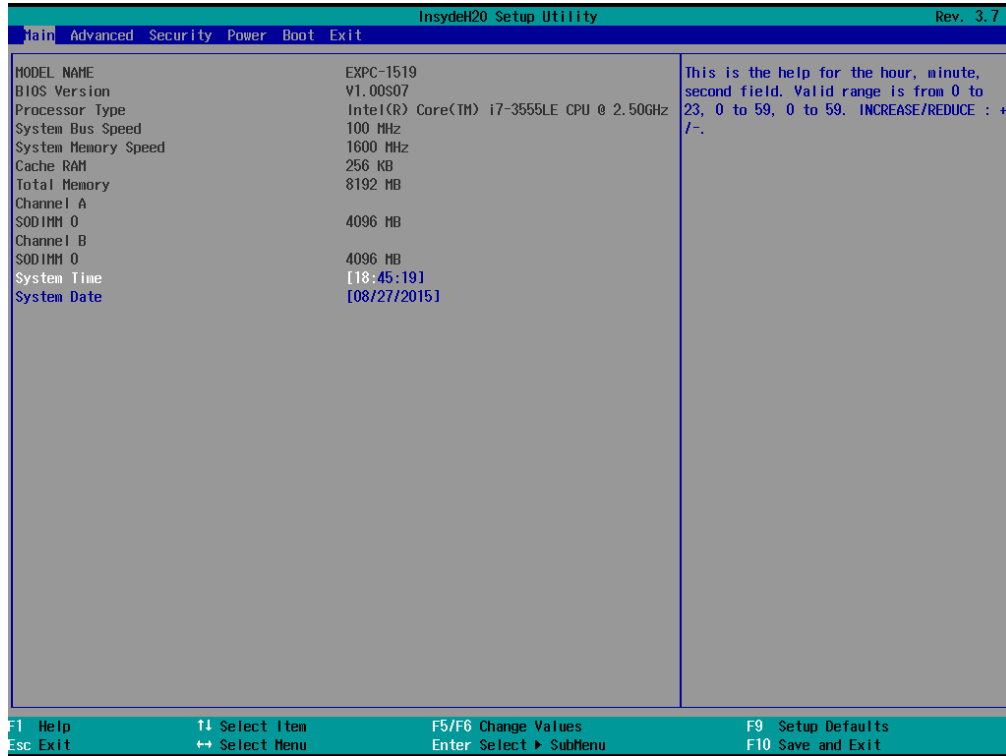 InsydeH20 Setup Utility Rev. 3.7
Main Advanced Security Power Boot Exit
MODEL NAME EXPC-1519
BIOS Version V1.00S07
Processor Type Intel(R) Core(TM) i7-3555LE CPU @ 2.50GHz
System Bus Speed 100 MHz
System Memory Speed 1600 MHz
Cache RAM 256 KB
Total Memory 8192 MB
Channel A
SODIMM 0 4096 MB
Channel B
SODIMM 0 4096 MB
System Time [18:45:19]
System Date [08/27/2015]
This is the help for the hour, minute,
second field. Valid range is from 0 to
23, 0 to 59, 0 to 59. INCREASE/REDUCE : +
/-.
F1 Help ↑↓ Select Item F5/F6 Change Values F9 Setup Defaults
Esc Exit ↔ Select Menu Enter Select ▶ SubMenu F10 Save and Exit